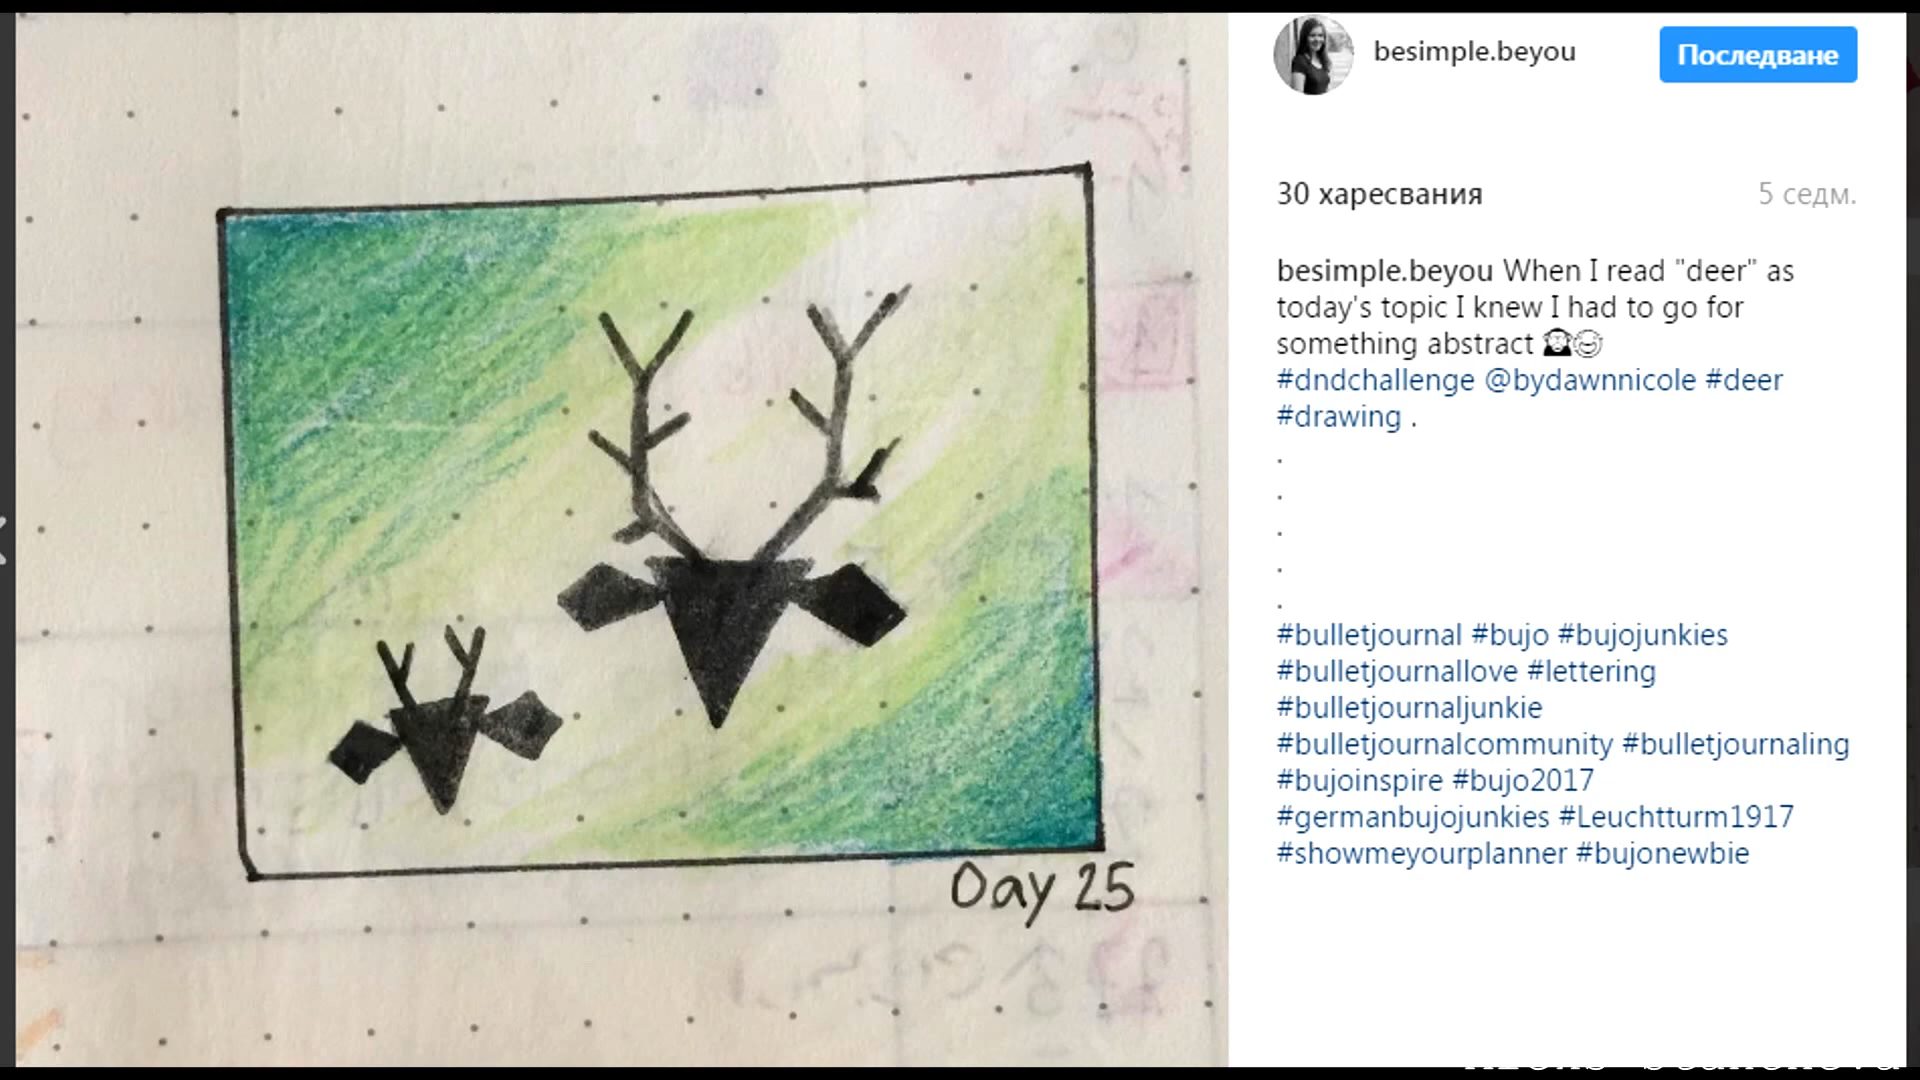 besimple.beyou
Последване
30 харесвания
5 седм.
besimple.beyou When I read "deer" as
today's topic I knew I had to go for
something abstract
#dndchallenge @bydawnnicole #deer
#drawing .
.
.
.
.
.
#bulletjournal #bujo #bujojunkies
#bulletjournallove #lettering
#bulletjournaljunkie
#bulletjournalcommunity #bulletjournaling
#bujoinspire #bujo2017
#germanbujojunkies #Leuchtturm1917
#showmeyourplanner #bujonewbie
Day 25